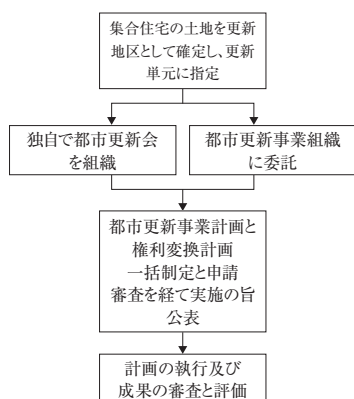 集合住宅の土地を更新
地区として確定し、更新
単元に指定
独自で都市更新会
を組織
都市更新事業組織
に委託
都市更新事業計画と
権利変換計画
一括制定と申請
審査を経て実施の旨
公表
計画の執行及び
成果の審査と評価